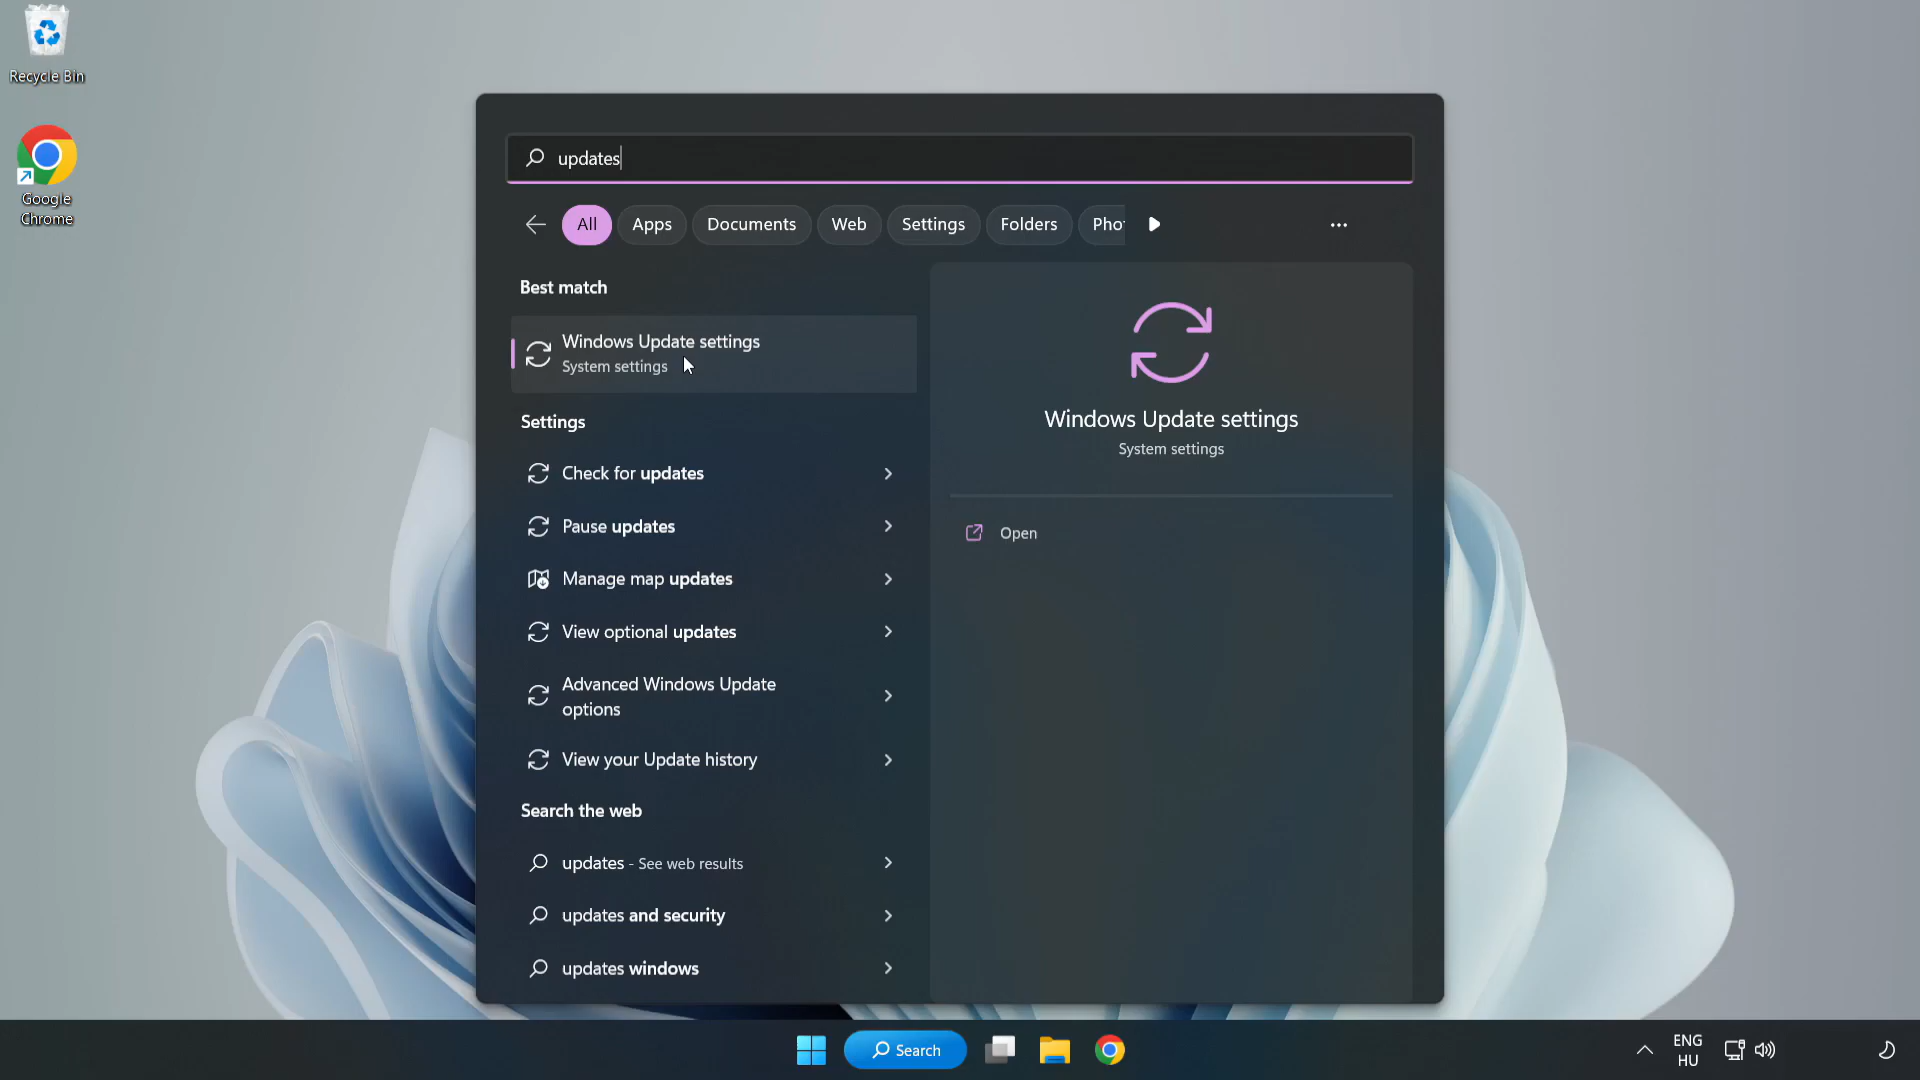 Recycle Bin
Google
Chrome
updates
All
Apps
Documents
Web
Settings
Folders
Best match
Windows Update settings
System settings
Settings
Check for updates
Pause updates
Manage map updates
View optional updates
Advanced Windows Update
options
View your Update history
Search the web
updates - See web results
updates and security
updates windows
Windows Update settings
System settings
Open
Search
ENG
HU